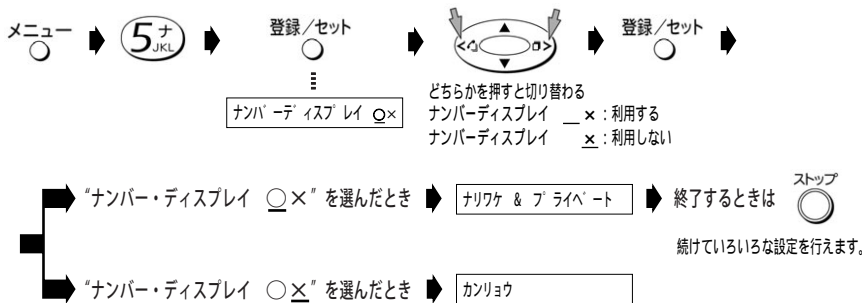 メニュー
5ナJKL
登録/セット
ナンバーディスプレイ ○×
どちらかを押すと切り替わる
ナンバーディスプレイ _ ×:利用する
ナンバーディスプレイ ×:利用しない
登録/セット
“ナンバー・ディスプレイ ○×”を選んだとき
ナリワケ & プライベート
終了するときは
ストップ
続けていろいろな設定を行えます。
“ナンバー・ディスプレイ ○×”を選んだとき
カンリョウ